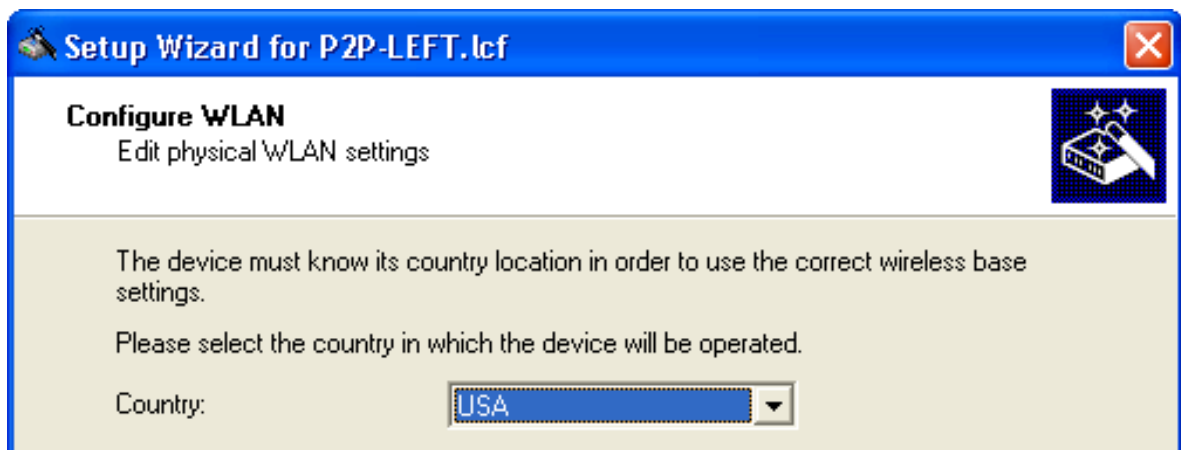 Setup Wizard for P2P-LEFT.lcf
Configure WLAN
Edit physical WLAN settings
The device must know its country location in order to use the correct wireless base
settings.
Please select the country in which the device will be operated.
Country: USA